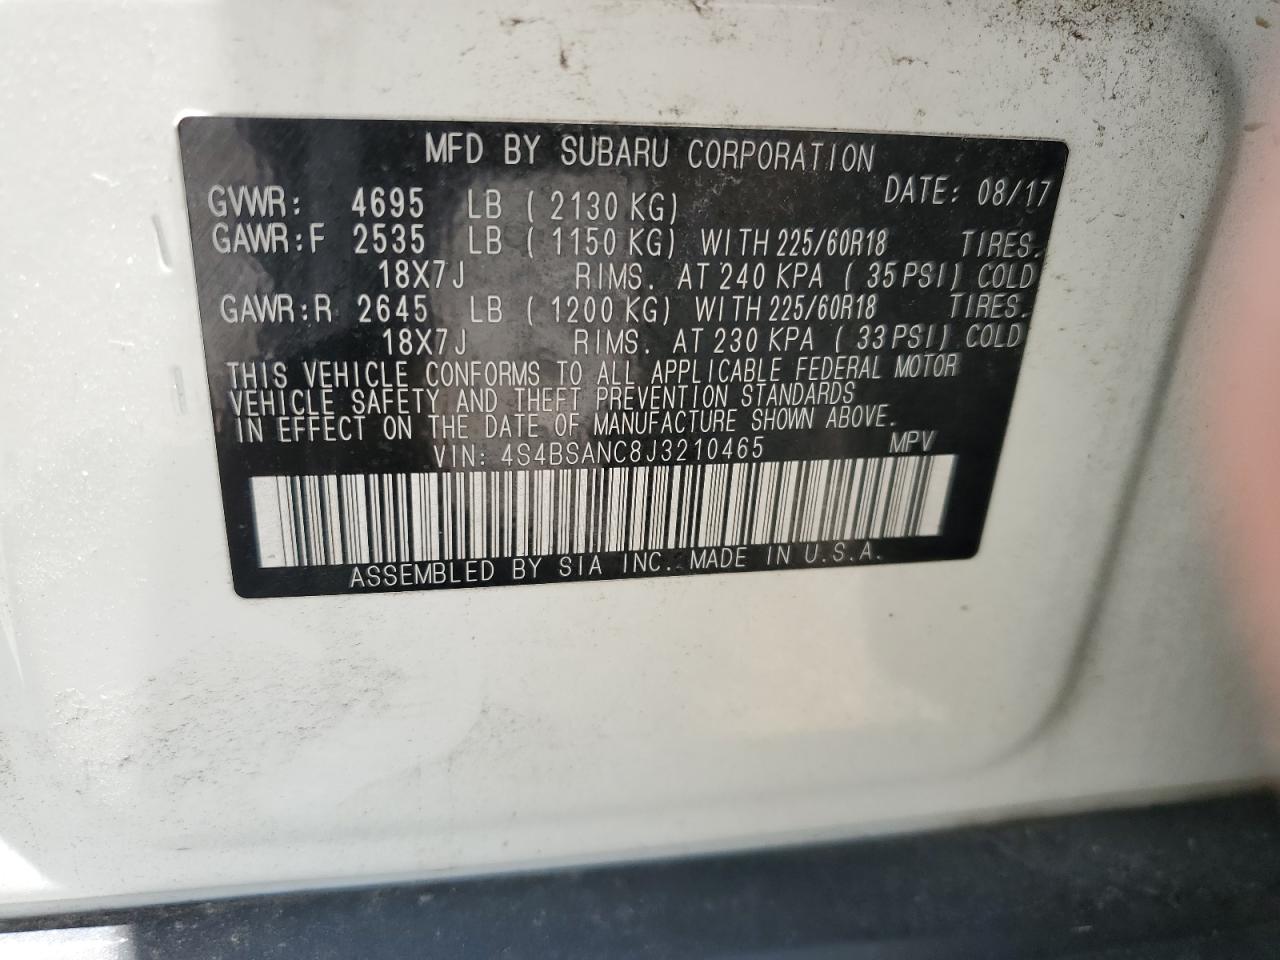 MFD BY SUBARU CORPORATION
DATE: 08/17
GVWR: 4695 LB ( 2130 KG)
GAWR:F 2535 LB ( 1150 KG) WITH 225/60R18 TIRES.
18X7J RIMS. AT 240 KPA ( 35 PSI) COLD
GAWR:R 2645 LB ( 1200 KG) WITH 225/60R18 TIRES.
18X7J RIMS. AT 230 KPA ( 33 PSI) COLD
THIS VEHICLE CONFORMS TO ALL APPLICABLE FEDERAL MOTOR
VEHICLE SAFETY AND THEFT PREVENTION STANDARDS
IN EFFECT ON THE DATE OF MANUFACTURE SHOWN ABOVE.
VIN: 4S4BSANC8J3210465 MPV
ASSEMBLED BY SIA INC. MADE IN U.S.A.